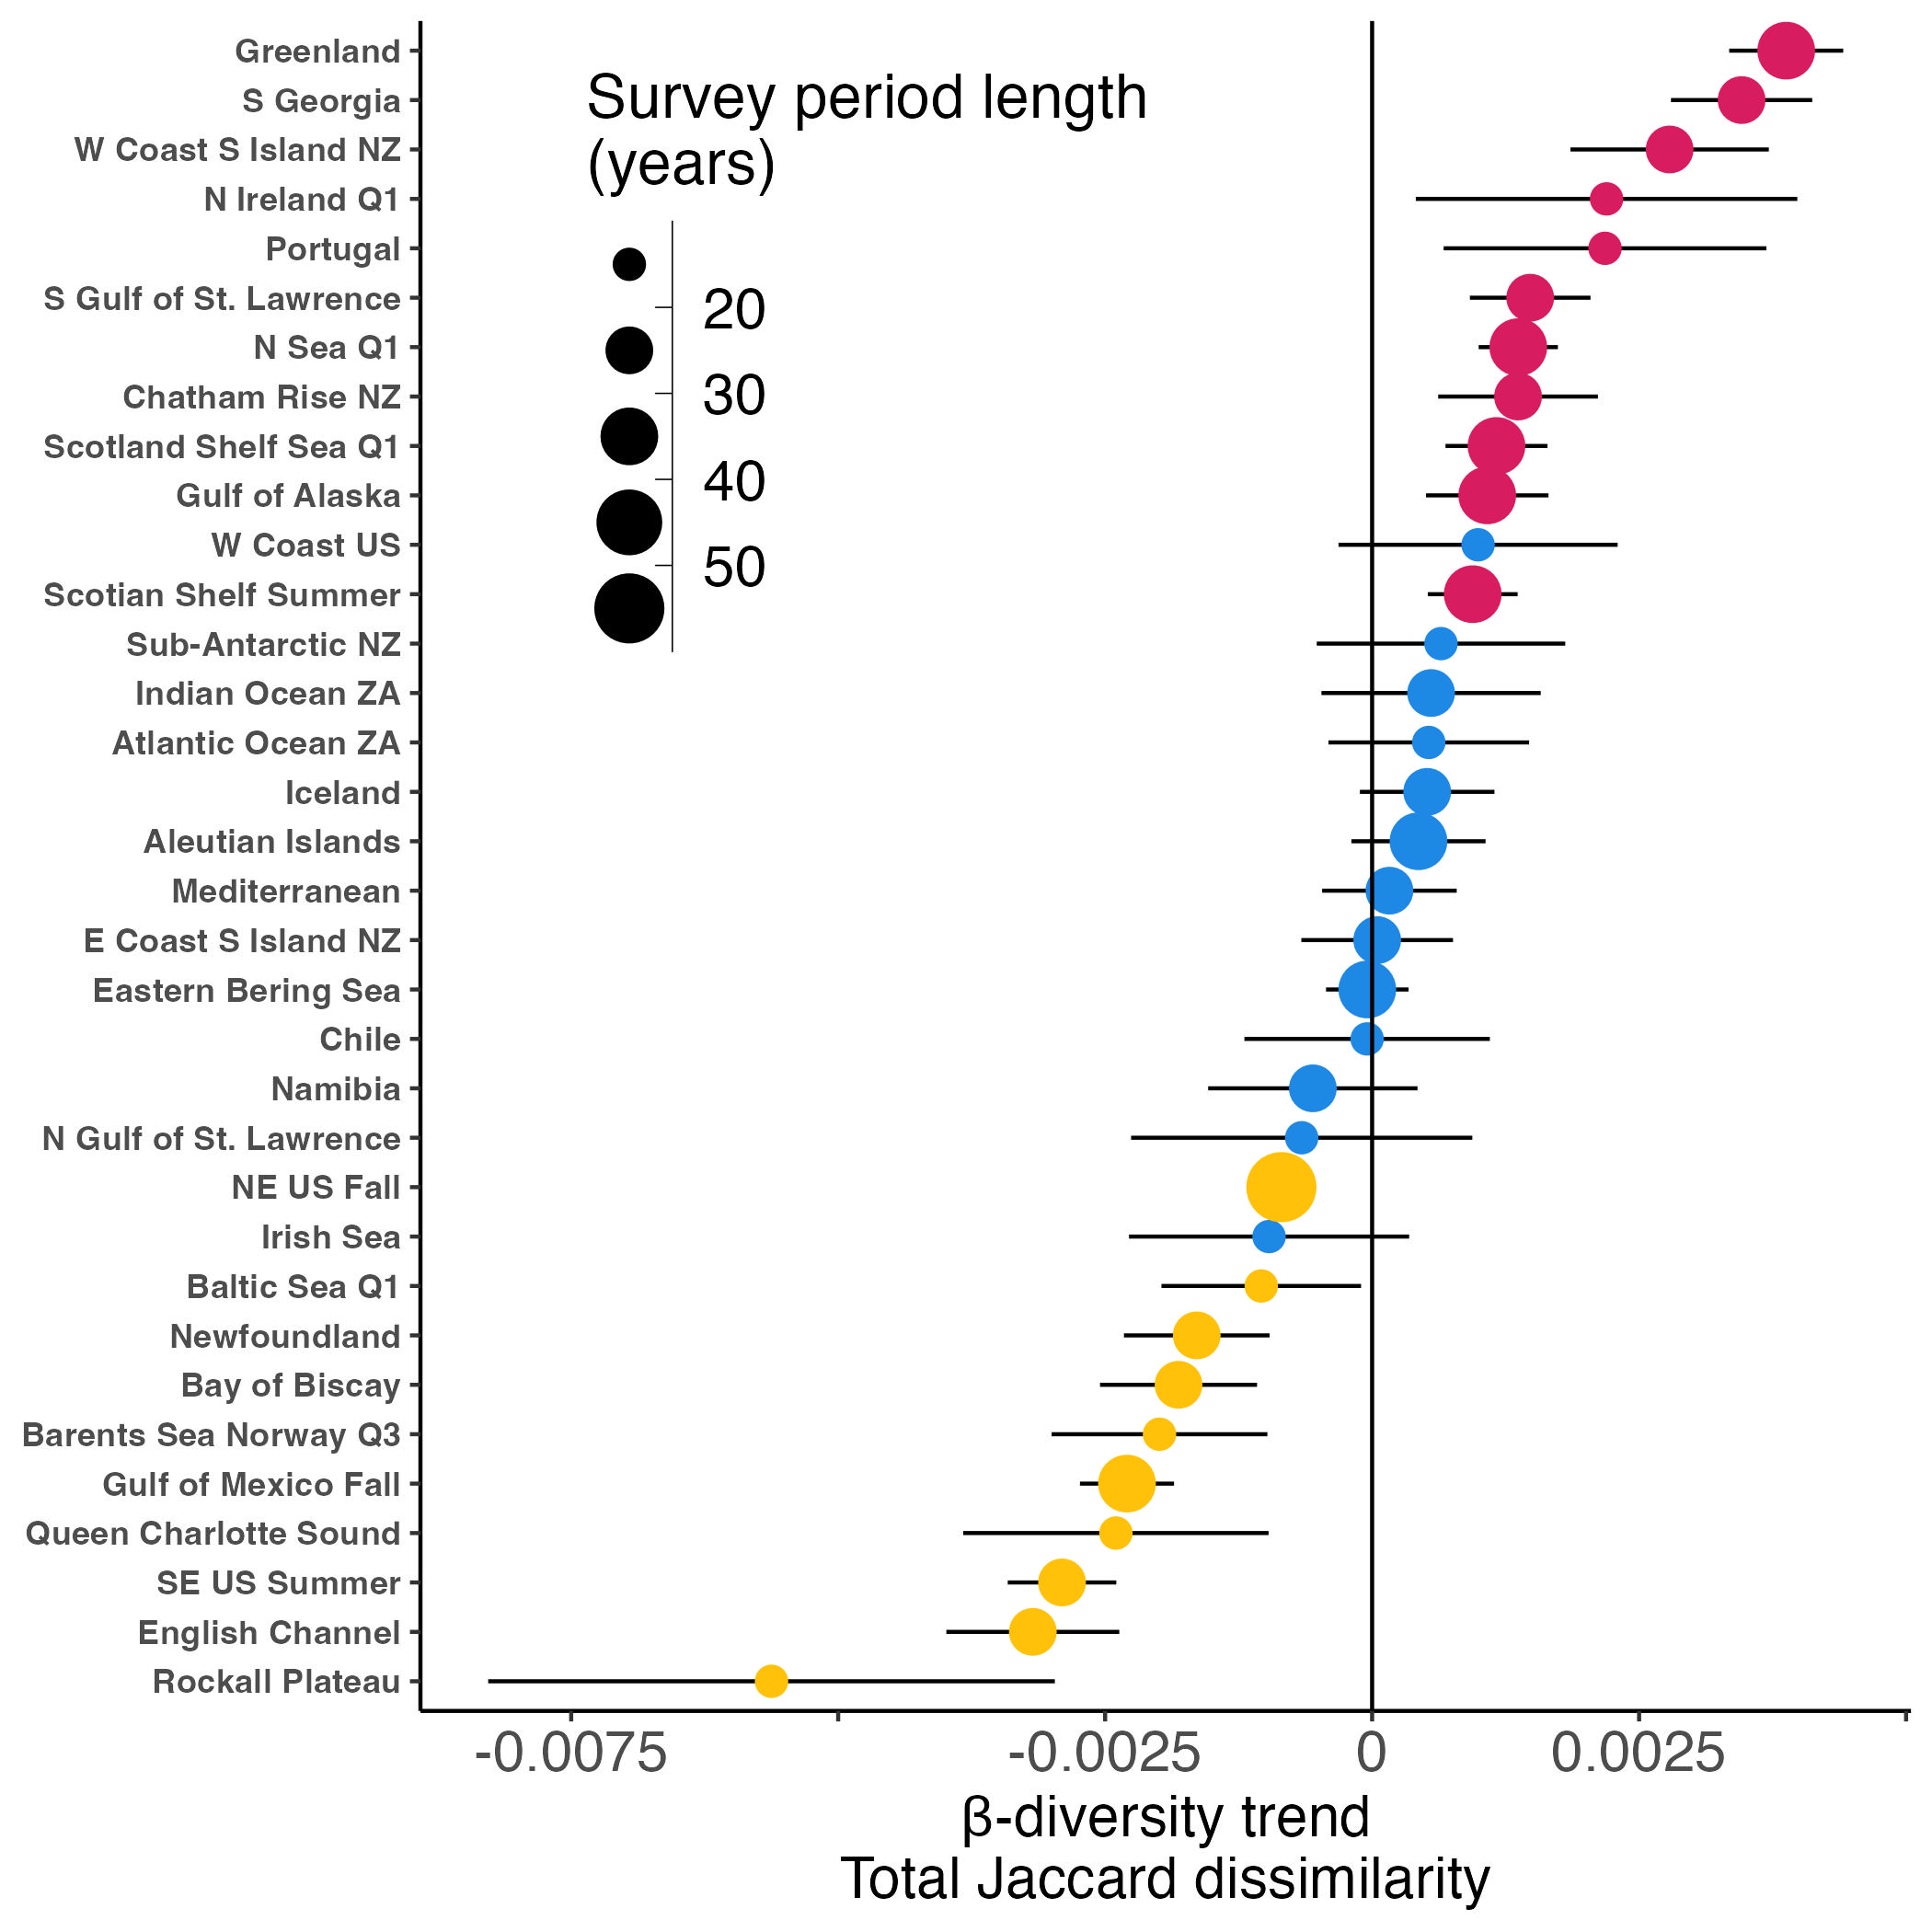 Greenland
S Georgia
W Coast S Island NZ
N Ireland Q1
Portugal
S Gulf of St. Lawrence
N Sea Q1
Chatham Rise NZ
Scotland Shelf Sea Q1
Gulf of Alaska
W Coast US
Scotian Shelf Summer
Sub-Antarctic NZ
Indian Ocean ZA
Atlantic Ocean ZA
Iceland
Aleutian Islands
Mediterranean
E Coast S Island NZ
Eastern Bering Sea
Chile
Namibia
N Gulf of St. Lawrence
NE US Fall
Irish Sea
Baltic Sea Q1
Newfoundland
Bay of Biscay
Barents Sea Norway Q3
Gulf of Mexico Fall
Queen Charlotte Sound
SE US Summer
English Channel
Rockall Plateau
Survey period length
(years)
20
30
40
50
-0.0075 -0.0025 0 0.0025
β-diversity trend
Total Jaccard dissimilarity